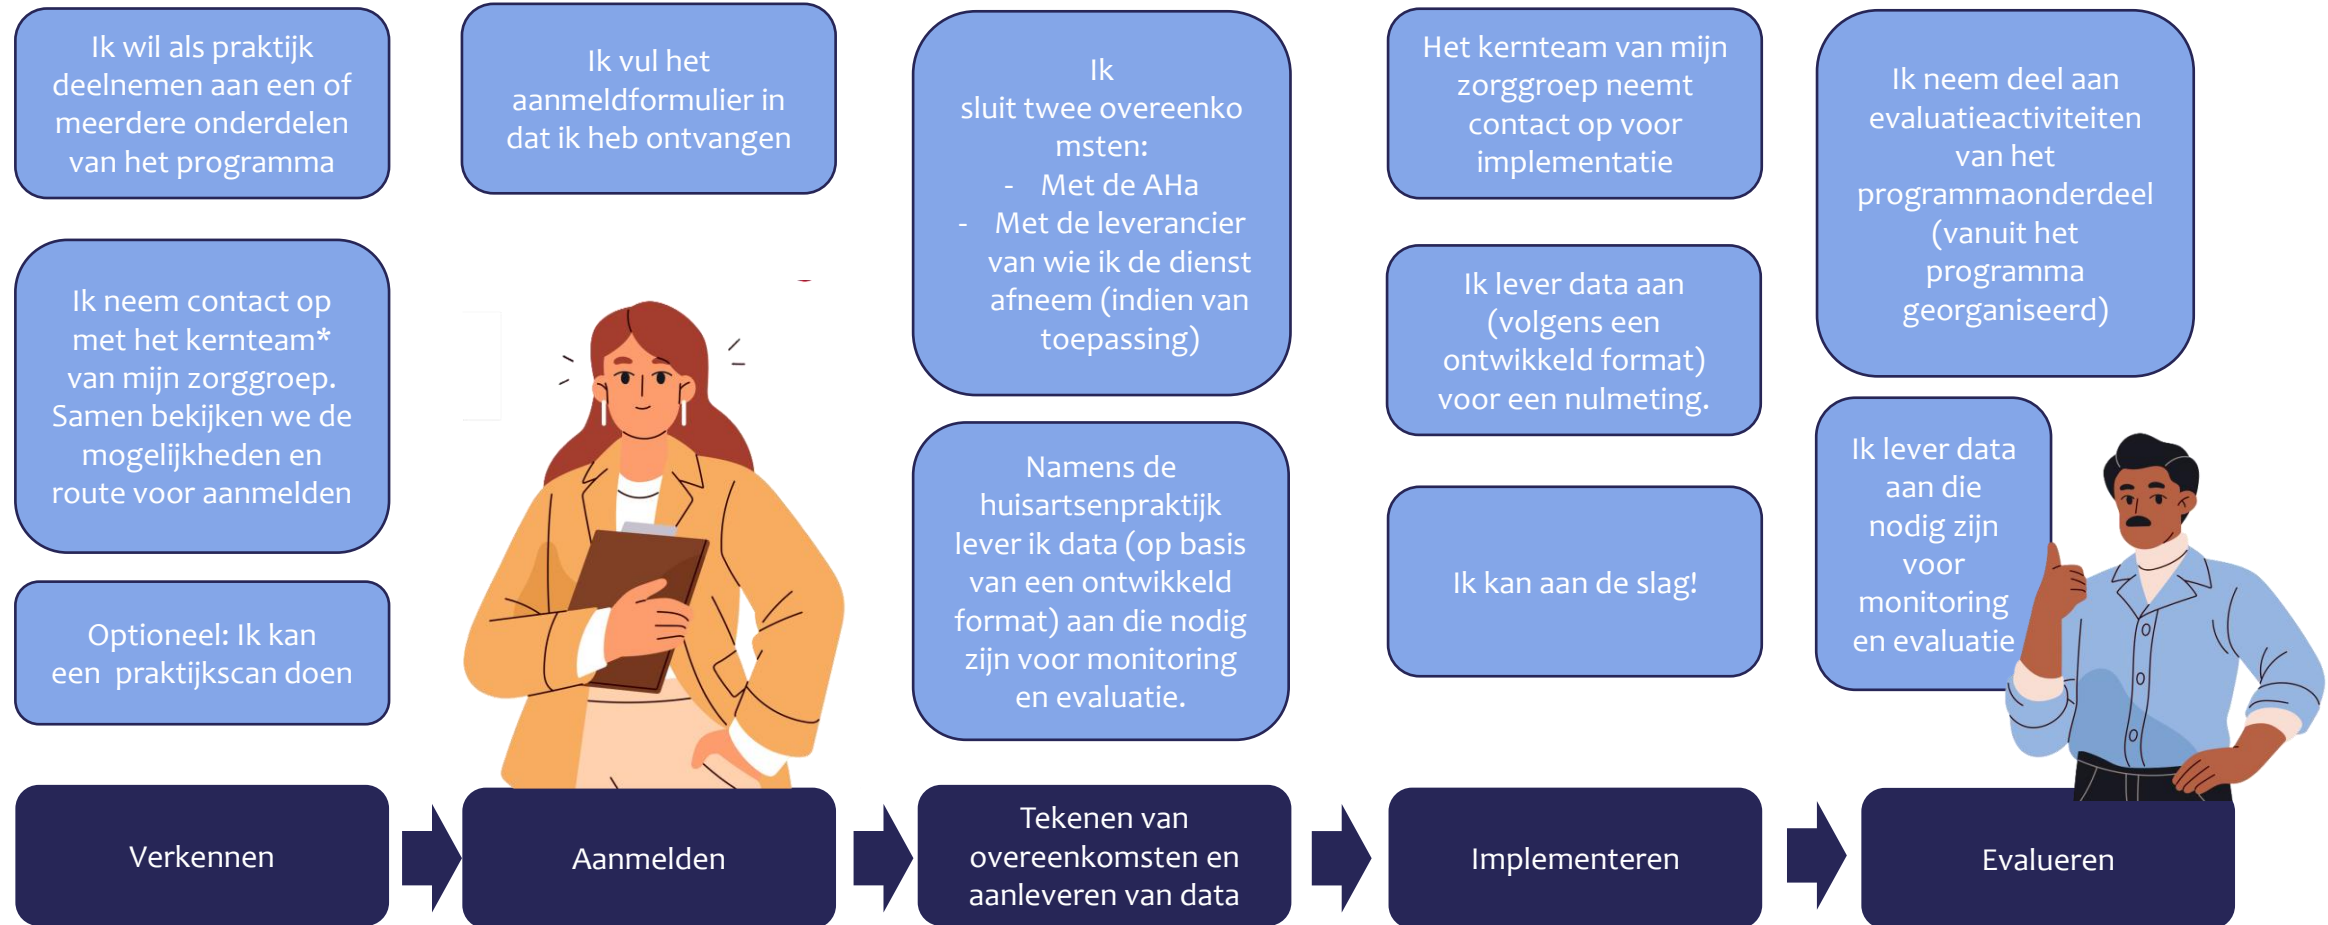 Ik wil als praktijk
deelnemen aan een of
meerdere onderdelen
van het programma
Ik neem contact op
met het kernteam*
van mijn zorggroep.
Samen bekijken we de
mogelijkheden en
route voor aanmelden
Optioneel: Ik kan
een praktijkscan doen
Verkennen
Ik vul het
aanmeldformulier in
dat ik heb ontvangen
Aanmelden
Ik
sluit twee overeenko
msten:
- Met de AHa
- Met de leverancier
van wie ik de dienst
afneem (indien van
toepassing)
Namens de
huisartsenpraktijk
lever ik data (op basis
van een ontwikkeld
format) aan die nodig
zijn voor monitoring
en evaluatie.
Tekenen van
overeenkomsten en
aanleveren van data
Het kernteam van mijn
zorggroep neemt
contact op voor
implementatie
Ik lever data aan
(volgens een
ontwikkeld format)
voor een nulmeting.
Ik kan aan de slag!
Implementeren
Ik neem deel aan
evaluatieactiviteiten
van het
programmaonderdeel
(vanuit het
programma
georganiseerd)
Ik lever data
aan die
nodig zijn
voor
monitoring
en evaluatie
Evalueren